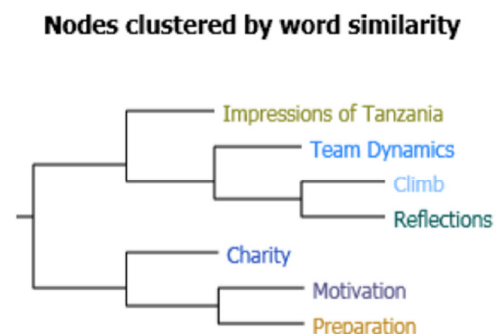 Nodes clustered by word similarity
Impressions of Tanzania
Team Dynamics
Climb
Reflections
Charity
Motivation
Preparation